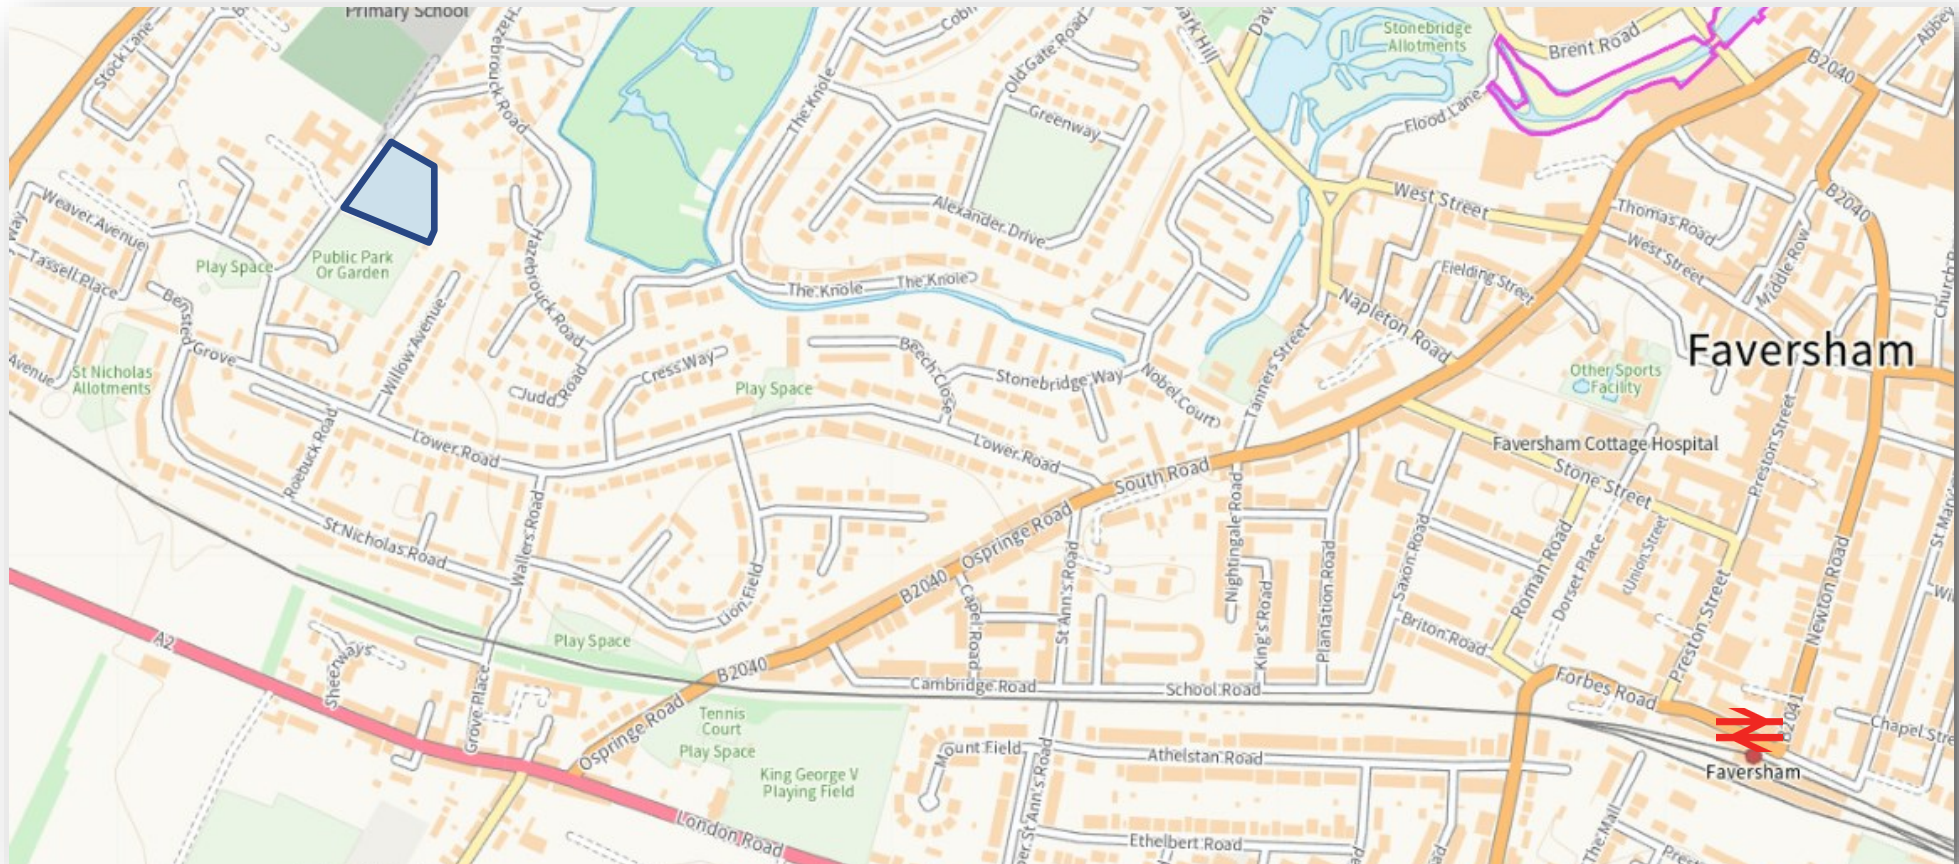 Primary School
Stock Lane
Hazebrouck Road
The Knole
Old Gate Road
Greenway
Alexander Drive
Park Hill
Stonebridge
Allotments
Brent Road
B2040
Flood Lane
West Street
Thomas Road
West Street
Middle Row
B2040
Weaver Avenue
Tassell Place
Way
Play Space
Public Park
Or Garden
Hazebrouck Road
The Knole
The Knole
Fielding Street
Napleton Road
Faversham
Bensted Grove
Willow Avenue
St Nicholas
Allotments
Avenue
Judd Road
Cress Way
Play Space
Beech Close
Stonebridge Way
Nobel Court
Tanners Street
Other Sports
Facility
Preston Street
Faversham Cottage Hospital
Stone Street
Roebuck Road
Lower Road
Lower Road
South Road
St Nicholas Road
Wallers Road
Lion Field
B2040
Ospringe Road
St Ann's Road
Capel Road
Nightingale Road
King's Road
Plantation Road
Saxon Road
Roman Road
Dorset Place
Union Street
Preston Street
Newton Road
Briton Road
A2
Sheerways
Grove Place
Play Space
B2040
Ospringe Road
Cambridge Road
School Road
Forbes Road
B2041
Chapel Stre
Tennis
Court
Play Space
King George V
Playing Field
Mount Field
Athelstan Road
Faversham
London Road
er St Ann's Road
Ethelbert Road
The Mall